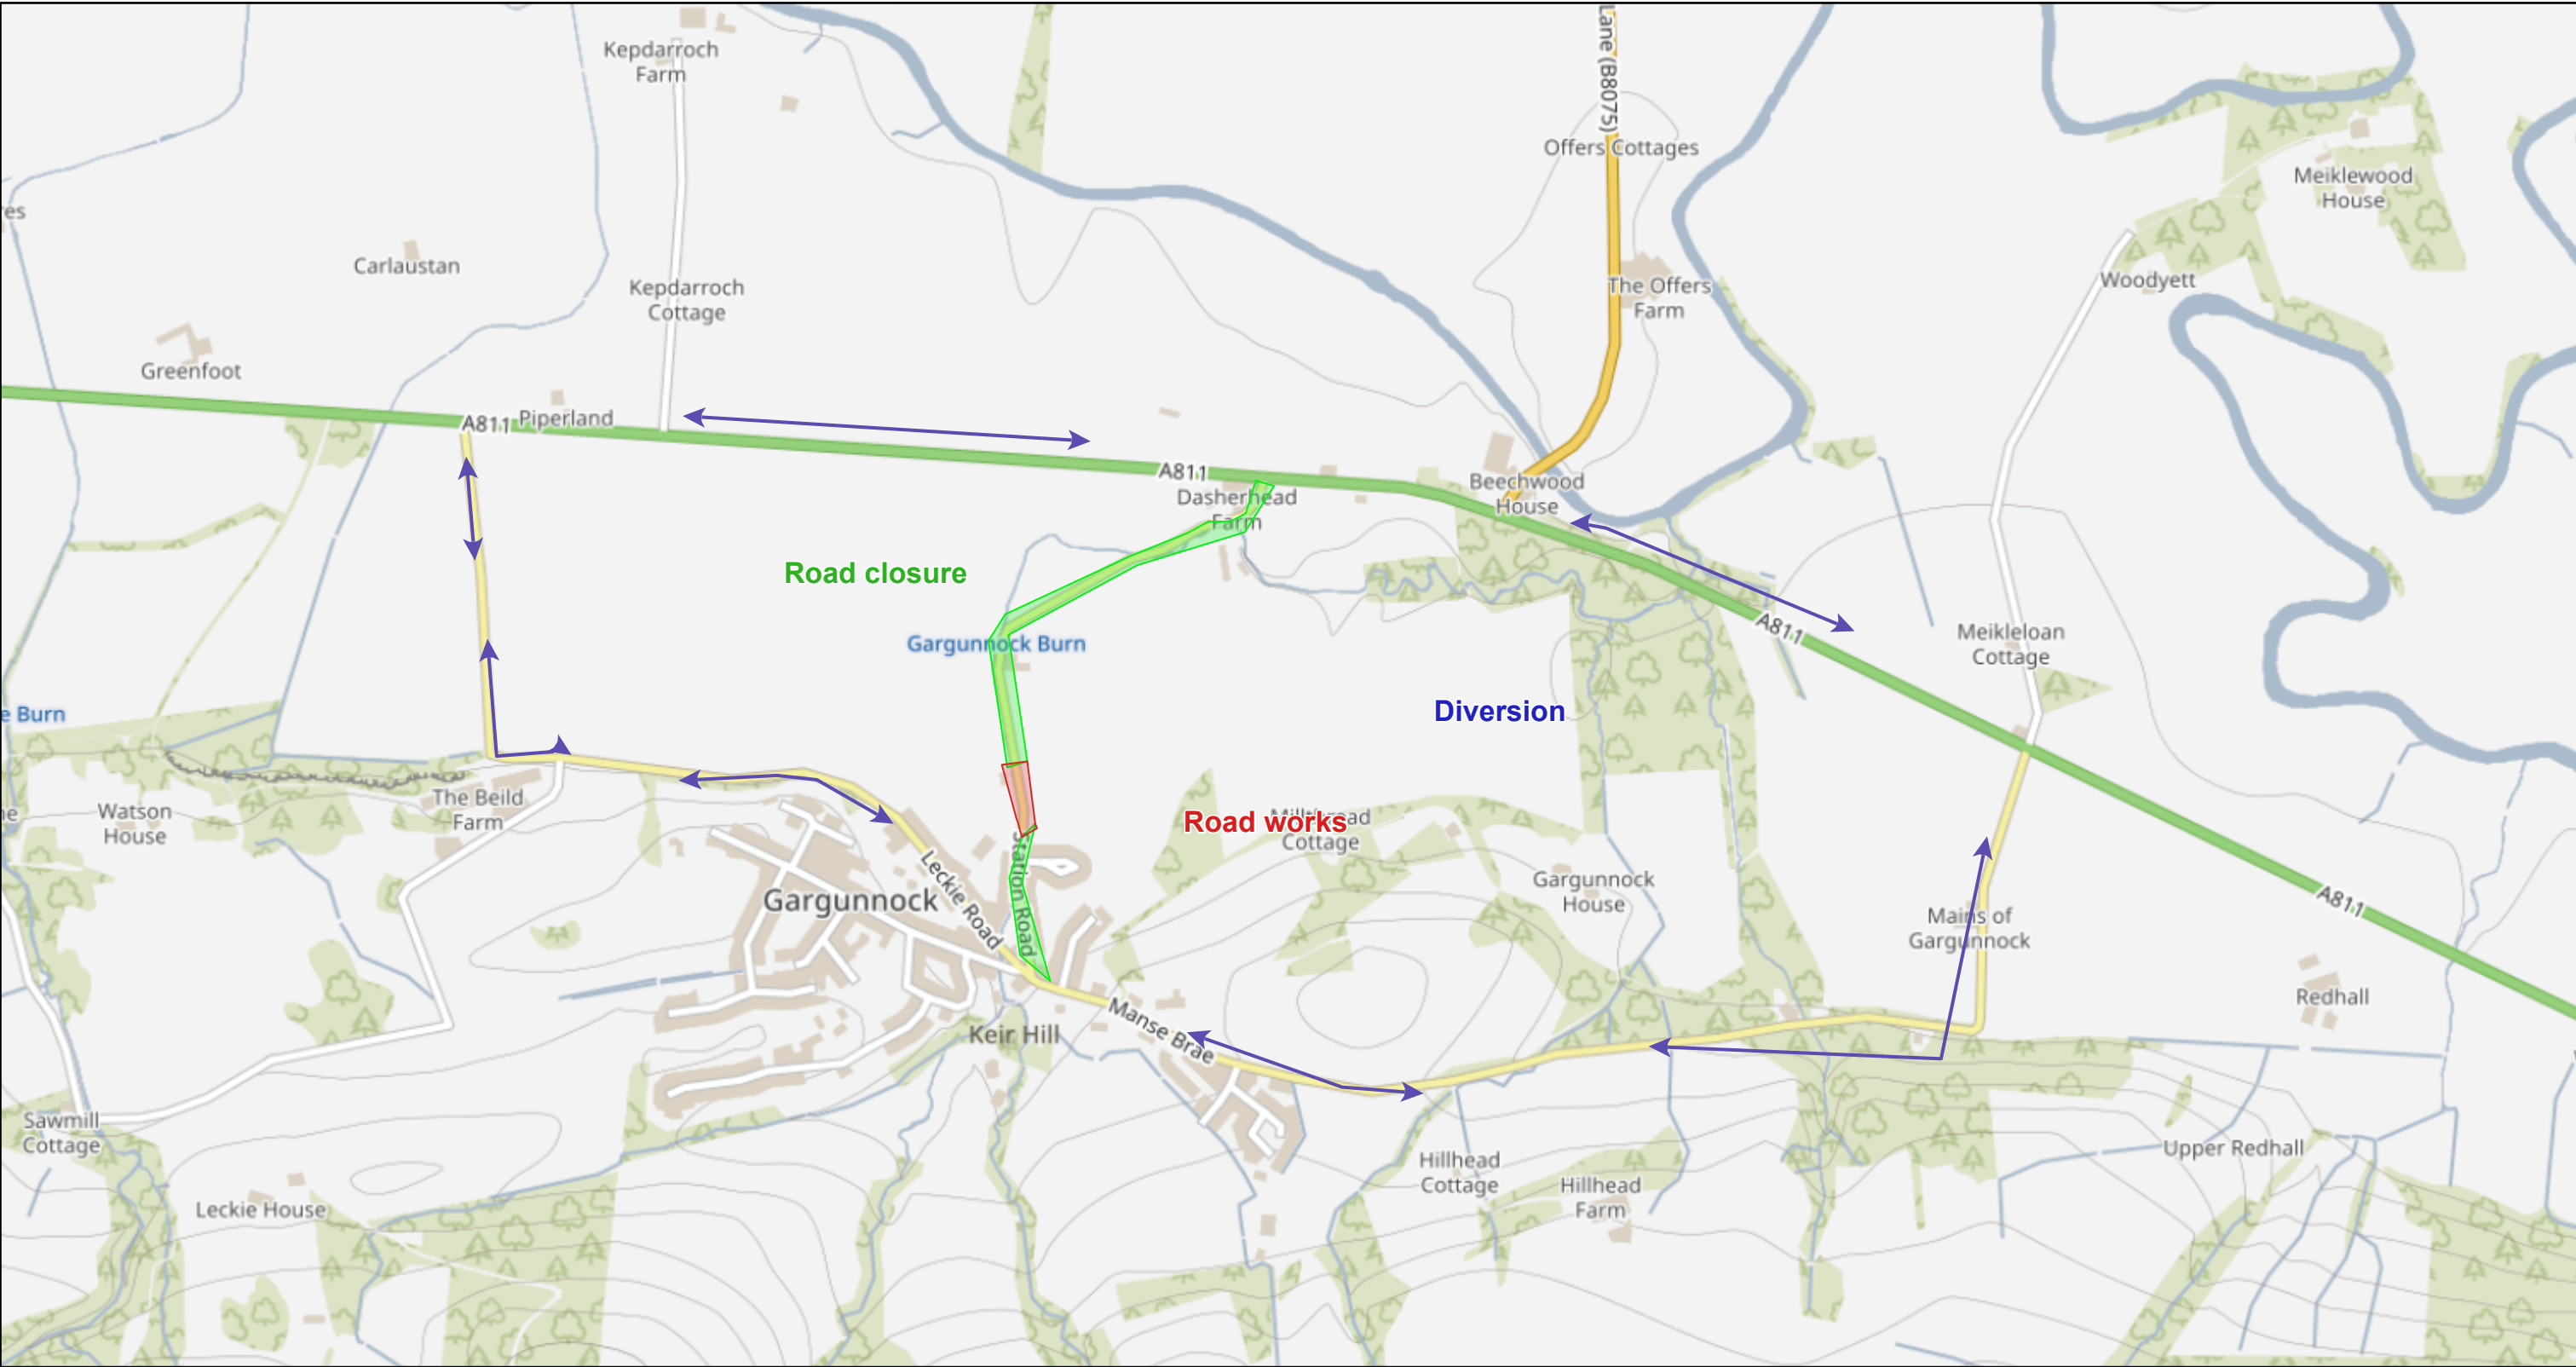 Kepdarroch
Farm
Lane (B8075)
Offers Cottages
Meiklewood
House
res
Carlaustan
Kepdarroch
Cottage
The Offers
Farm
Woodyett
Greenfoot
A811
Piperland
A811
Dasherhead
Farm
Beechwood
House
Road closure
Gargunnock Burn
A811
Meikleloan
Cottage
e Burn
Diversion
The Beild
Farm
Watson
House
ne
Road works
Cottage
Station Road
Leckie Road
Gargunnock
Gargunnock
House
Mains of
Gargunnock
A811
Redhall
Manse Brae
Keir Hill
Sawmill
Cottage
Hillhead
Cottage
Hillhead
Farm
Upper Redhall
Leckie House